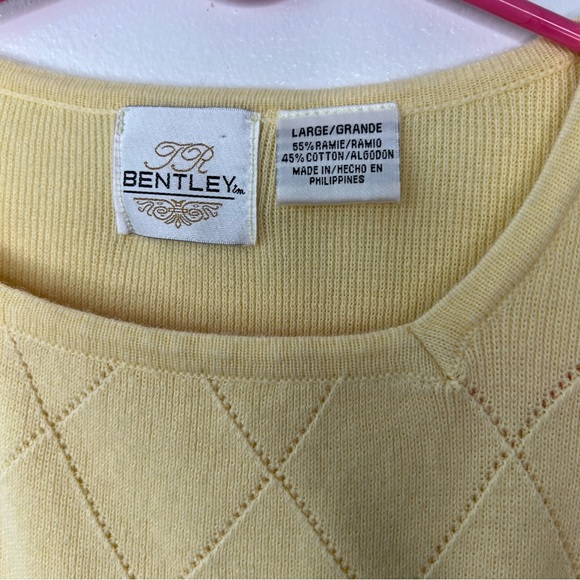 TR
BENTLEY
LARGE/GRANDE
55% RAMIE/RAMIO
45% COTTON/ALGODON
MADE IN/HECHO EN
PHILIPPINES